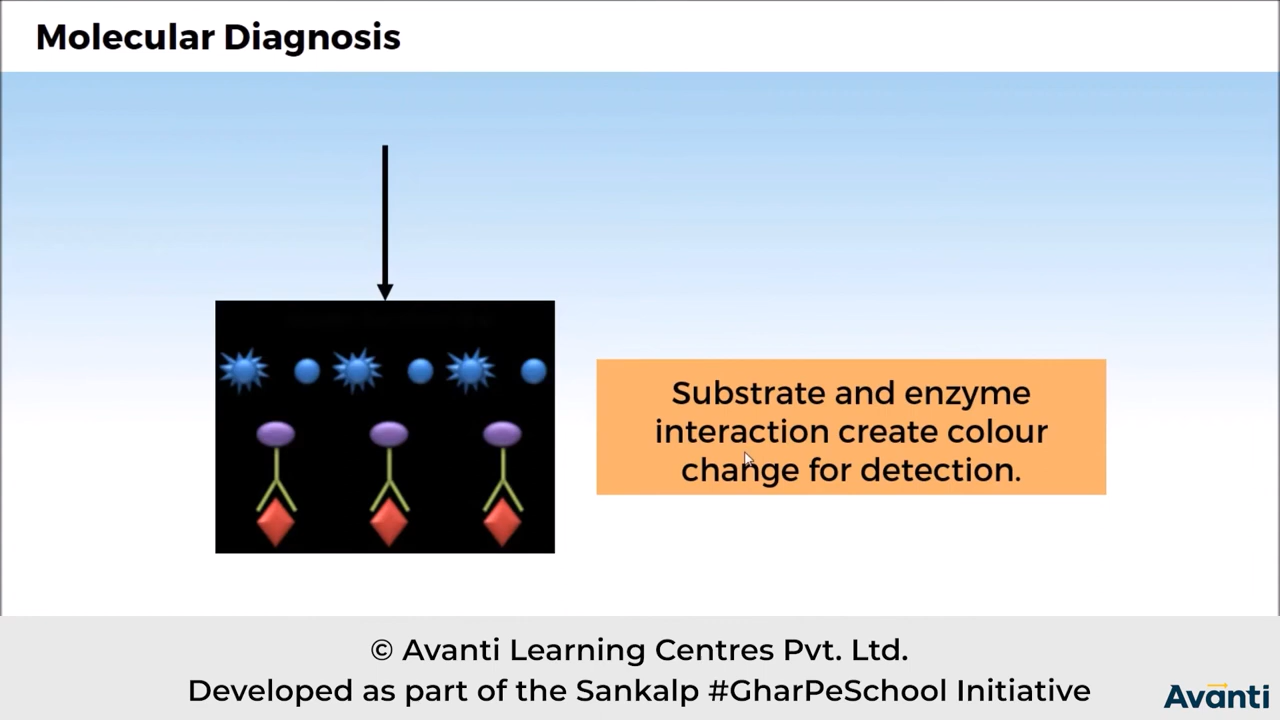 Molecular Diagnosis
Substrate and enzyme
interaction create colour
change for detection.
© Avanti Learning Centres Pvt. Ltd.
Developed as part of the Sankalp #GharPeSchool Initiative
Avanti